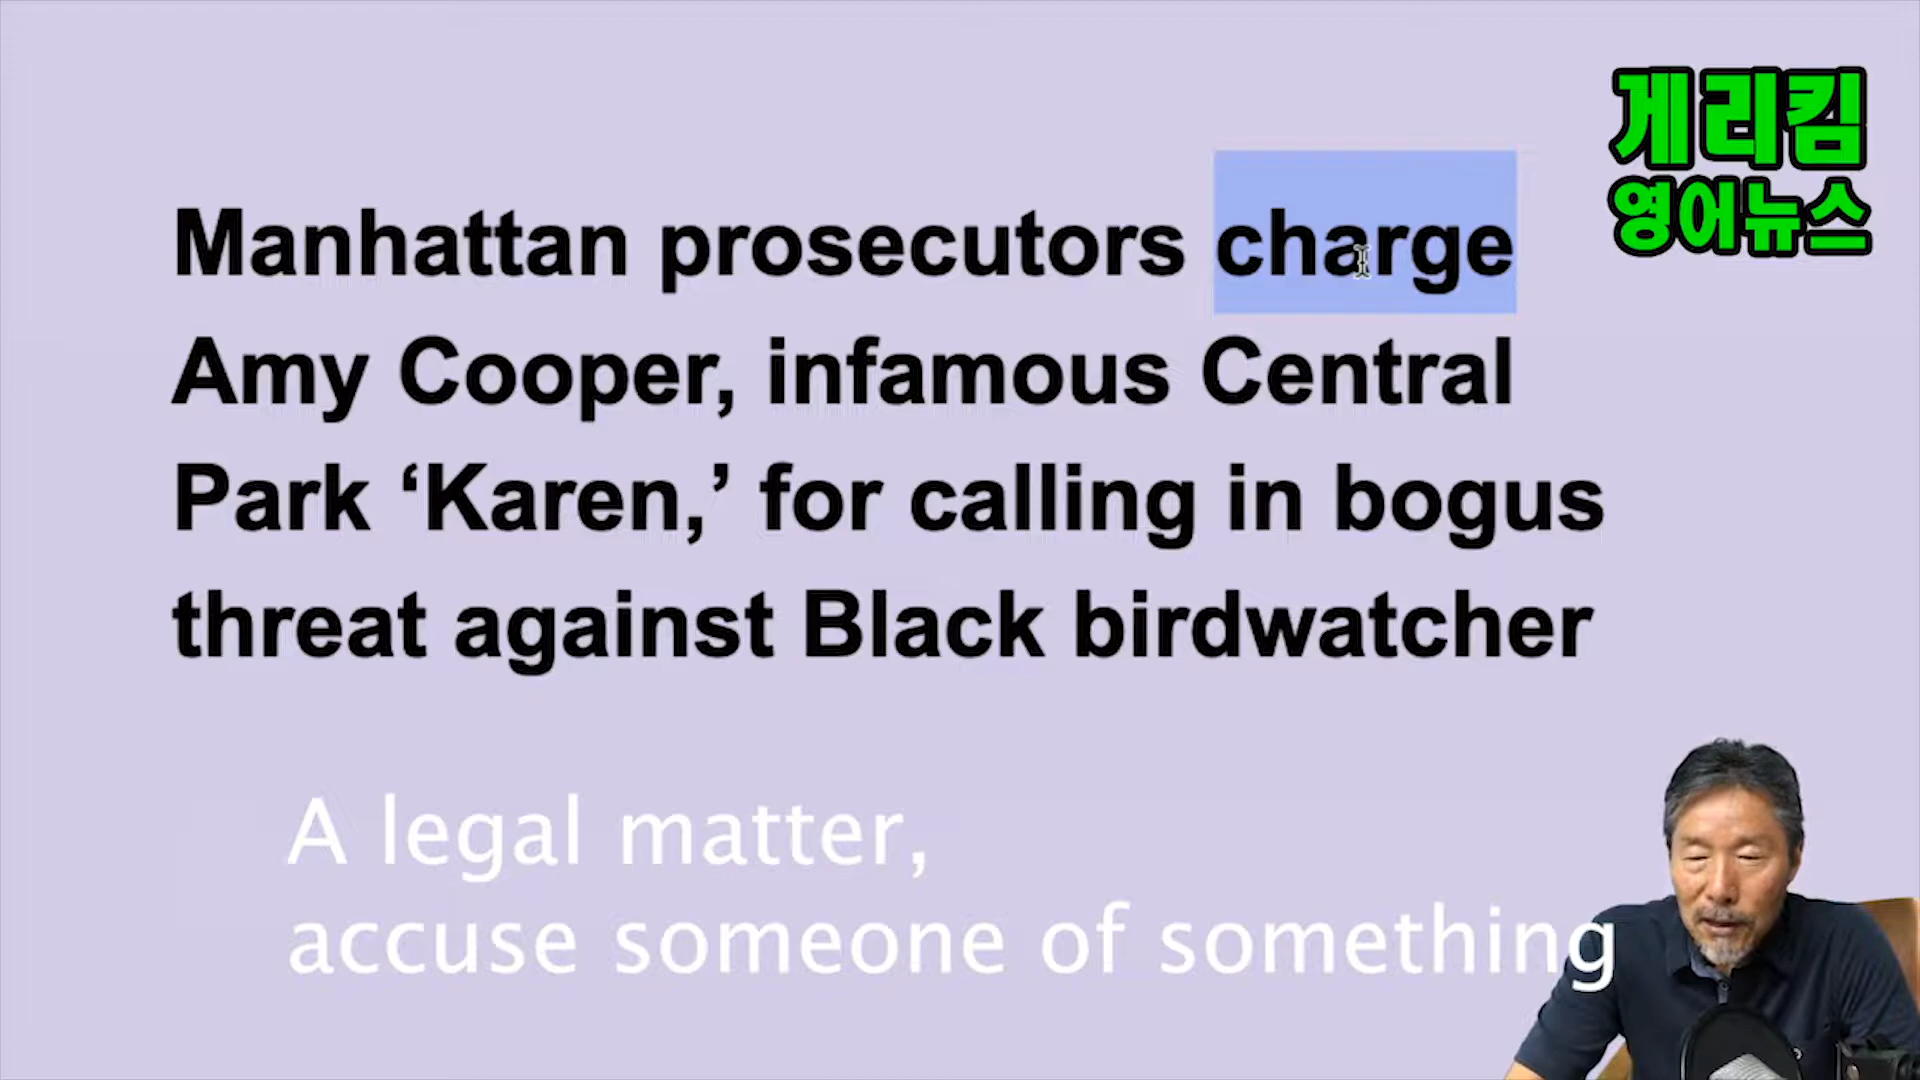 게리킴
영어뉴스
Manhattan prosecutors charge
Amy Cooper, infamous Central
Park ‘Karen,’ for calling in bogus
threat against Black birdwatcher
A legal matter,
accuse someone of something